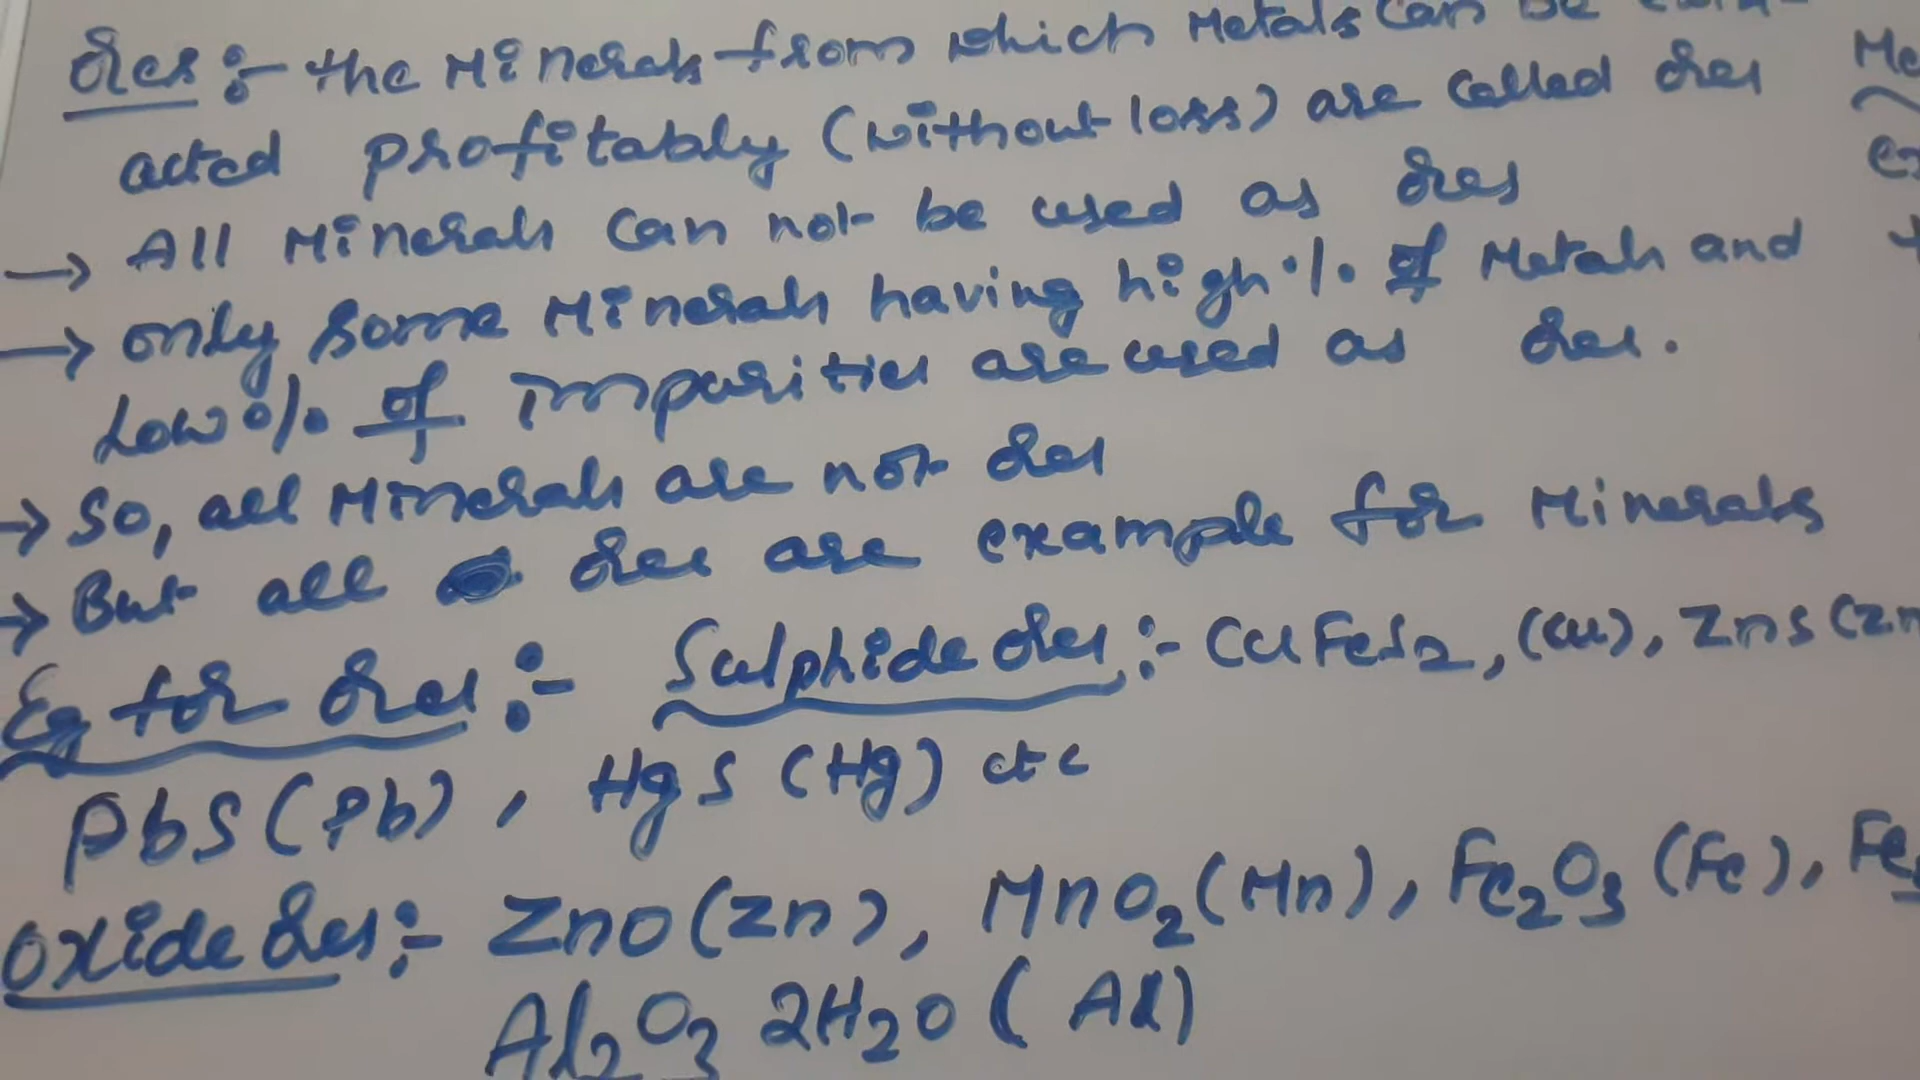 Ores :- the Minerals from which Metals can be
acted profitably (without loss) are called ores
→ All Minerals can not be used as ores
→ only some Minerals having high % of Metals and
Low % of impurities are used as ores.
→ So, all Minerals are not ores
→ But all ores are example for Minerals
Eg for ores :- Sulphide ores :- CuFeS2, (Cu), ZnS (Zn
PbS (Pb), HgS (Hg) etc
Oxide ores :- ZnO (Zn), MnO2 (Mn), Fe2O3 (Fe), Fe
Al2O3 2H2O (Al)
Me